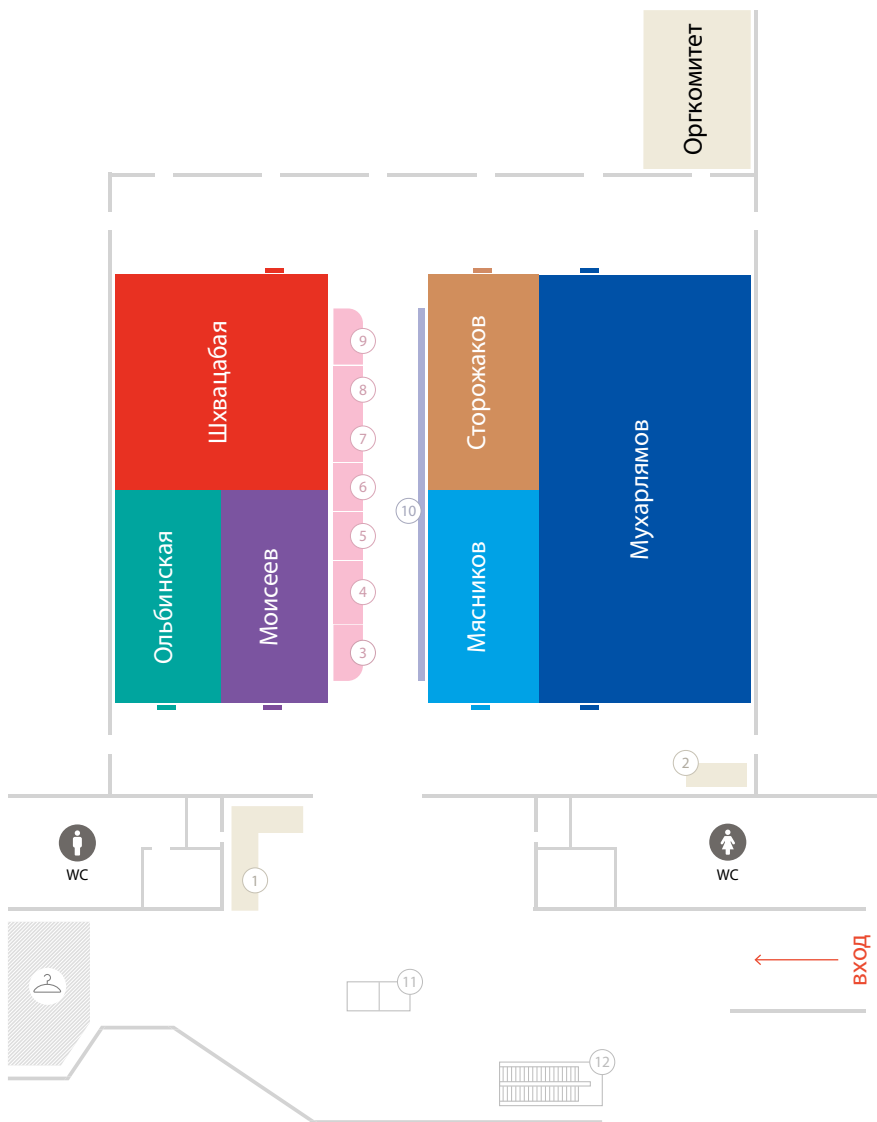 Оргкомитет
Шхвацабая
Сторожаков
Мухарлямов
Ольбинская
Моисеев
Мясников
9
8
7
6
5
4
3
10
2
1
WC
WC
ВХОД
11
12